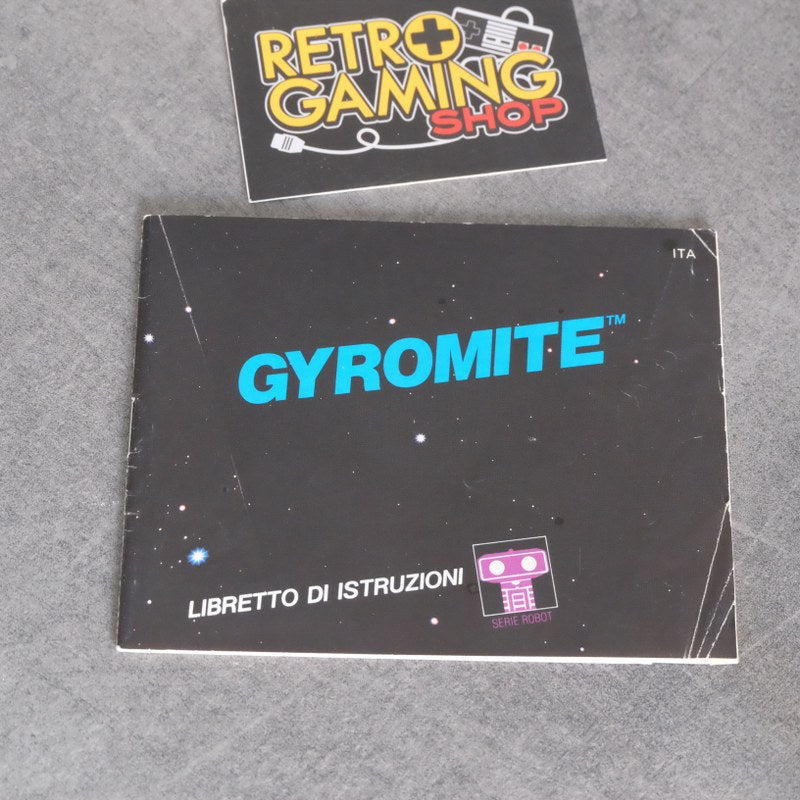 RETRO
GAMING
SHOP
ITA
GYROMITE™
LIBRETTO DI ISTRUZIONI
SERIE ROBOT